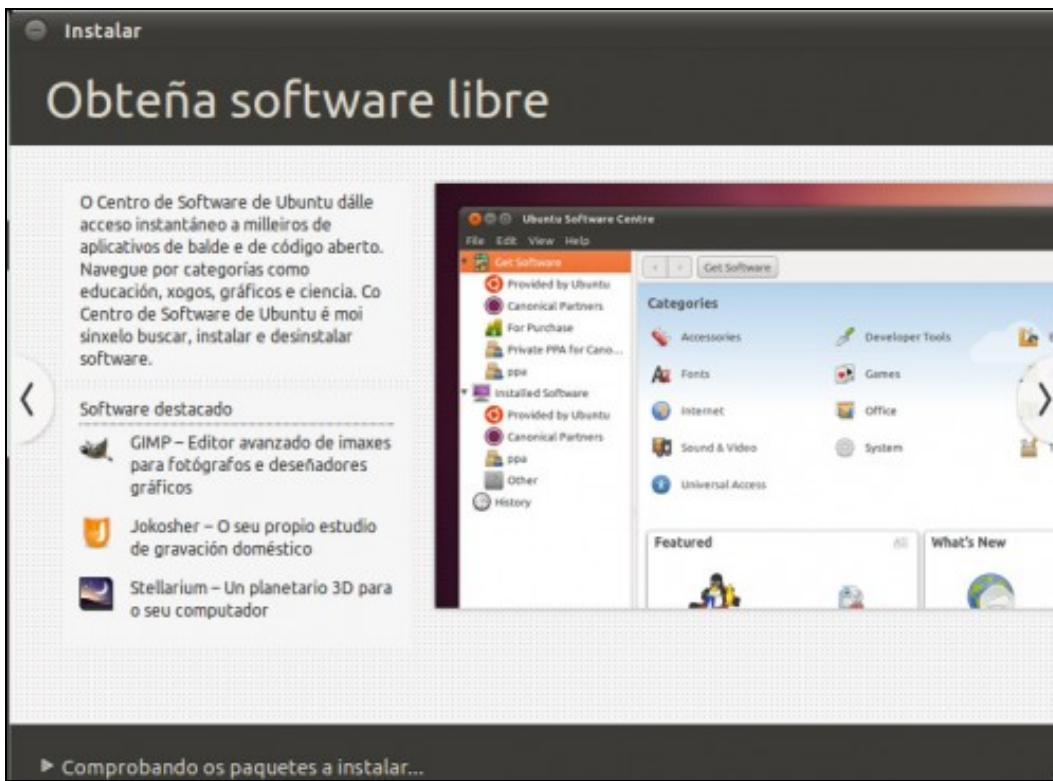 Instalar
Obteña software libre
O Centro de Software de Ubuntu dálle
acceso instantáneo a milleiros de
aplicativos de balde e de código aberto.
Navegue por categorías como
educación, xogos, gráficos e ciencia. Co
Centro de Software de Ubuntu é moi
sinxelo buscar, instalar e desinstalar
software.
Software destacado
GIMP – Editor avanzado de imaxes
para fotógrafos e deseñadores
gráficos
Jokosher – O seu propio estudio
de gravación doméstico
Stellarium – Un planetario 3D para
o seu computador
Ubuntu Software Centre
File Edit View Help
Get Software
Provided by Ubuntu
Canonical Partners
For Purchase
Private PPA for Cano...
ppa
Installed Software
Provided by Ubuntu
Canonical Partners
ppa
Other
History
Get Software
Categories
Accessories
Developer Tools
Fonts
Games
Internet
Office
Sound & Video
System
Universal Access
Featured
All
What's New
Comprobando os paquetes a instalar...